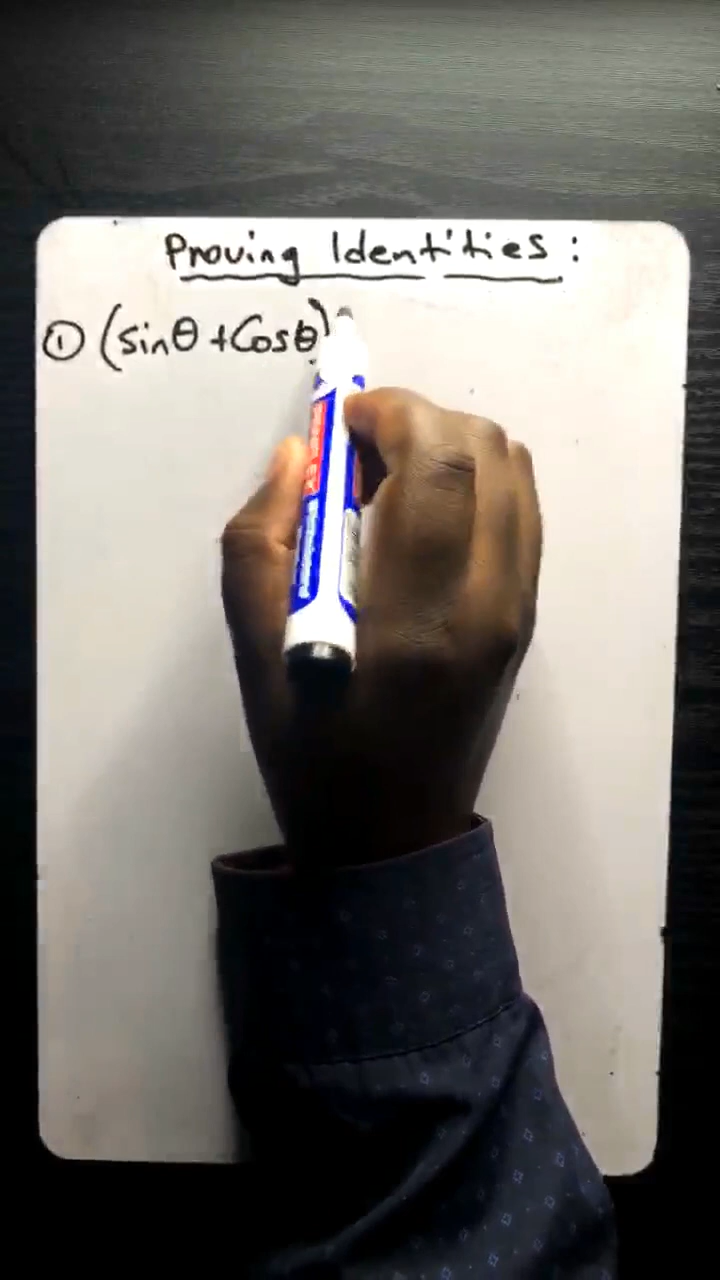 Proving Identities:
① (sinθ + Cosθ)